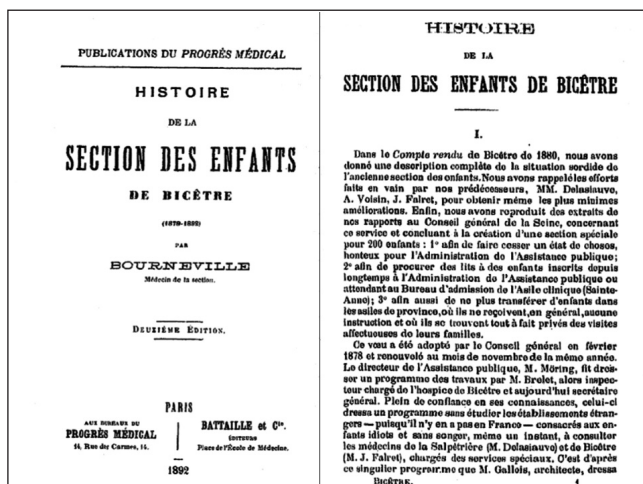 PUBLICATIONS DU PROGRÈS MÉDICAL
HISTOIRE
DE LA
SECTION DES ENFANTS
DE BICÊTRE
(1879-1892)
PAR
BOURNEVILLE
Médecin de la section.
DEUXIÈME ÉDITION.
PARIS
AUX BUREAUX DU
PROGRÈS MÉDICAL
14, Rue des Carmes, 14.
BATTAILLE et Cie.
ÉDITEURS
Place de l'École de Médecine.
1892
HISTOIRE
DE LA
SECTION DES ENFANTS DE BICÊTRE
I.
Dans le Compte rendu de Bicêtre de 1880, nous avons
donné une description complète de la situation sordide de
l'ancienne section des enfants. Nous avons rappelé les efforts
faits en vain par nos prédécesseurs, MM. Delasiauve,
A. Voisin, J. Falret, pour obtenir même les plus minimes
améliorations. Enfin, nous avons reproduit des extraits de
nos rapports au Conseil général de la Seine, concernant
ce service et concluant à la création d'une section spéciale
pour 200 enfants : 1° afin de faire cesser un état de choses,
honteux pour l'Administration de l'Assistance publique;
2° afin de procurer des lits à des enfants inscrits depuis
longtemps à l'Administration de l'Assistance publique ou
attendant au Bureau d'admission de l'Asile clinique (Sainte-
Anne); 3° afin aussi de ne plus transférer d'enfants dans
les asiles de province, où ils ne reçoivent, en général, aucune
instruction et où ils se trouvent tout à fait privés des visites
affectueuses de leurs familles.
Ce vœu a été adopté par le Conseil général en février
1878 et renouvelé au mois de novembre de la même année.
Le directeur de l'Assistance publique, M. Möring, fit dres-
ser un programme des travaux par M. Brelet, alors inspec-
teur chargé de l'hospice de Bicêtre et aujourd'hui secrétaire
général. Plein de confiance en ses connaissances, celui-ci
dressa un programme sans étudier les établissements étran-
gers — puisqu'il n'y en a pas en France — consacrés aux en-
fants idiots et sans songer, même un instant, à consulter
les médecins de la Salpêtrière (M. Delasiauve) et de Bicêtre
(M. J. Falret), chargés des services spéciaux. C'est d'après
ce singulier programme que M. Gallois, architecte, dressa
BICÊTRE. 1